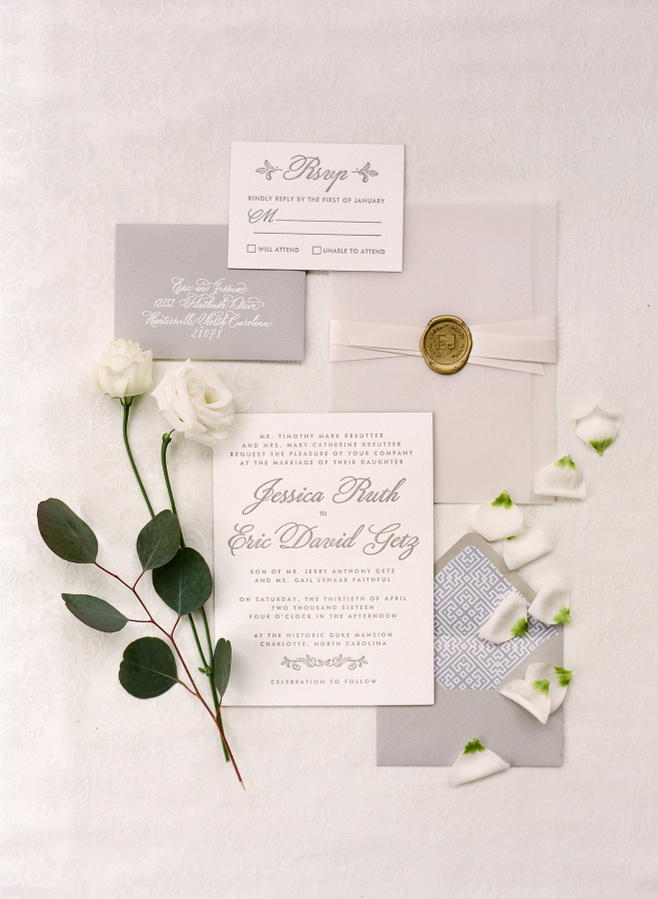 Rsvp
KINDLY REPLY BY THE FIRST OF JANUARY
M
WILL ATTEND UNABLE TO ATTEND
Eric and Jessica
Drive
Huntersville, North Carolina
28078
MR. TIMOTHY MARK KREUTTER
AND MRS. MARY CATHERINE KREUTTER
REQUEST THE PLEASURE OF YOUR COMPANY
AT THE MARRIAGE OF THEIR DAUGHTER
Jessica Ruth
TO
Eric David Getz
SON OF MR. JERRY ANTHONY GETZ
AND MS. GAIL LYNAAR FAITHFUL
ON SATURDAY, THE THIRTIETH OF APRIL
TWO THOUSAND SIXTEEN
FOUR O'CLOCK IN THE AFTERNOON
AT THE HISTORIC DUKE MANSION
CHARLOTTE, NORTH CAROLINA
CELEBRATION TO FOLLOW